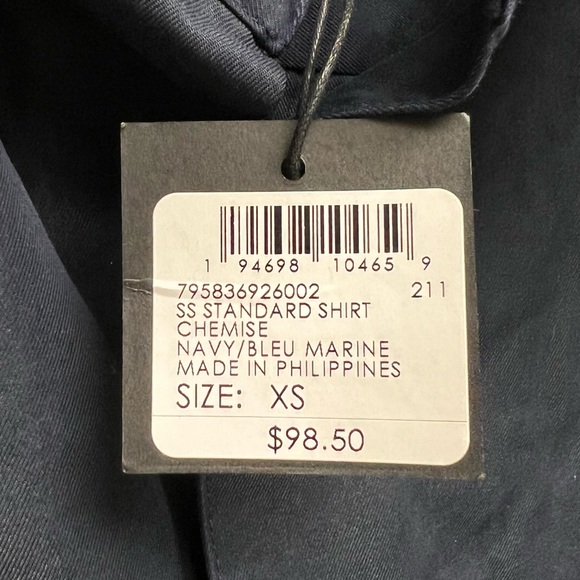 1 94698 10465 9
795836926002 211
SS STANDARD SHIRT
CHEMISE
NAVY/BLEU MARINE
MADE IN PHILIPPINES
SIZE: XS
$98.50